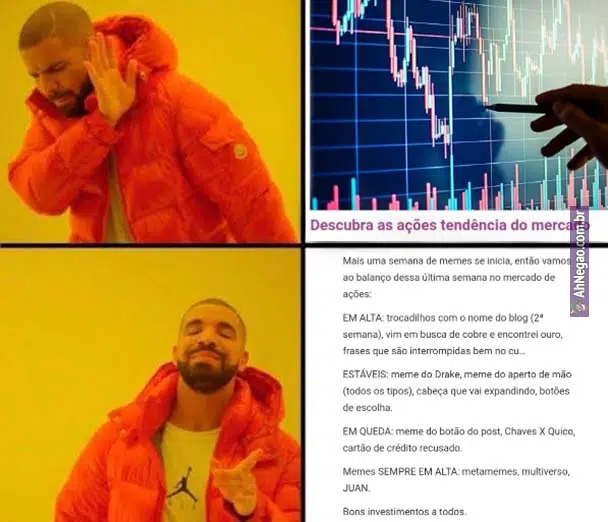 Descubra as ações tendência do mercado
AhNegao.com.br
Mais uma semana de memes se inicia, então vamos
ao balanço dessa última semana no mercado de
ações:
EM ALTA: trocadilhos com o nome do blog (2ª
semana), vim em busca de cobre e encontrei ouro,
frases que são interrompidas bem no cu...
ESTÁVEIS: meme do Drake, meme do aperto de mão
(todos os tipos), cabeça que vai expandindo, botões
de escolha.
EM QUEDA: meme do botão do post, Chaves X Quico,
cartão de crédito recusado.
Memes SEMPRE EM ALTA: metamemes, multiverso,
JUAN.
Bons investimentos a todos.